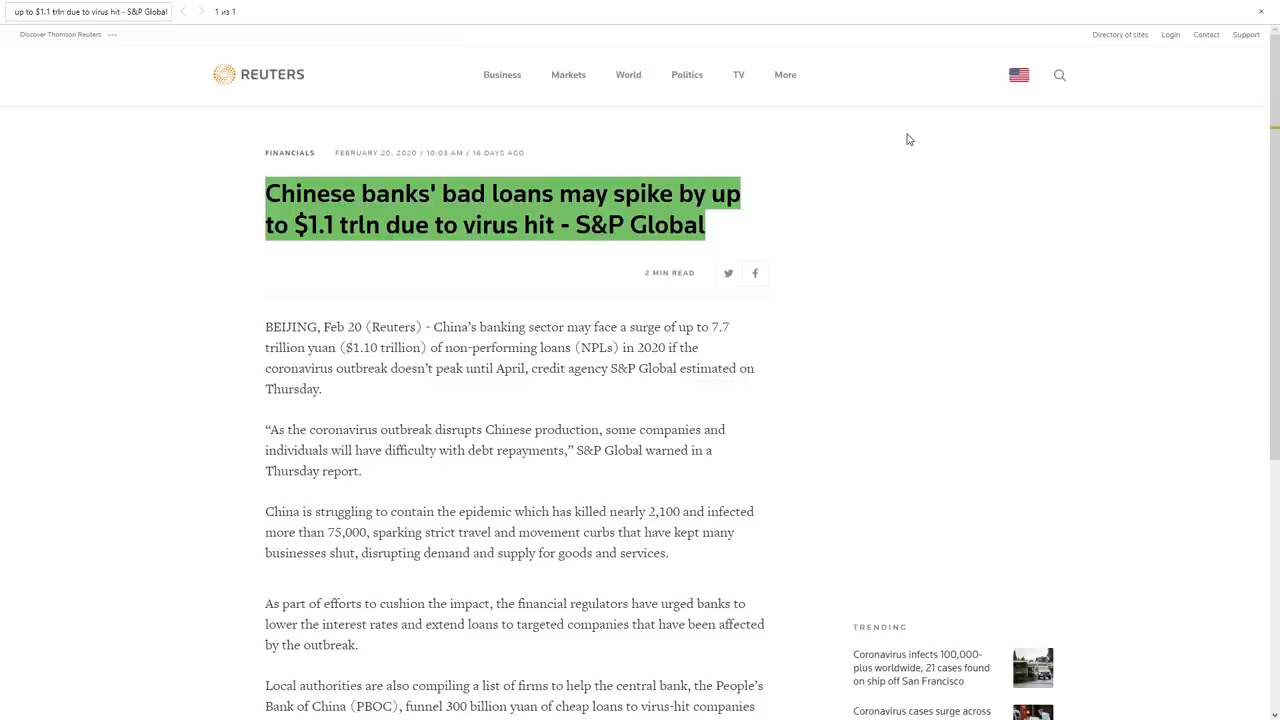 up to $1.1 trln due to virus hit - S&P Global
1 из 1
Discover Thomson Reuters
Directory of sites Login Contact Support
REUTERS
Business Markets World Politics TV More
FINANCIALS FEBRUARY 20, 2020 / 10:03 AM / 16 DAYS AGO
Chinese banks' bad loans may spike by up
to $1.1 trln due to virus hit - S&P Global
2 MIN READ
BEIJING, Feb 20 (Reuters) - China’s banking sector may face a surge of up to 7.7
trillion yuan ($1.10 trillion) of non-performing loans (NPLs) in 2020 if the
coronavirus outbreak doesn’t peak until April, credit agency S&P Global estimated on
Thursday.
“As the coronavirus outbreak disrupts Chinese production, some companies and
individuals will have difficulty with debt repayments,” S&P Global warned in a
Thursday report.
China is struggling to contain the epidemic which has killed nearly 2,100 and infected
more than 75,000, sparking strict travel and movement curbs that have kept many
businesses shut, disrupting demand and supply for goods and services.
As part of efforts to cushion the impact, the financial regulators have urged banks to
lower the interest rates and extend loans to targeted companies that have been affected
by the outbreak.
Local authorities are also compiling a list of firms to help the central bank, the People’s
Bank of China (PBOC), funnel 300 billion yuan of cheap loans to virus-hit companies
TRENDING
Coronavirus infects 100,000-
plus worldwide, 21 cases found
on ship off San Francisco
Coronavirus cases surge across